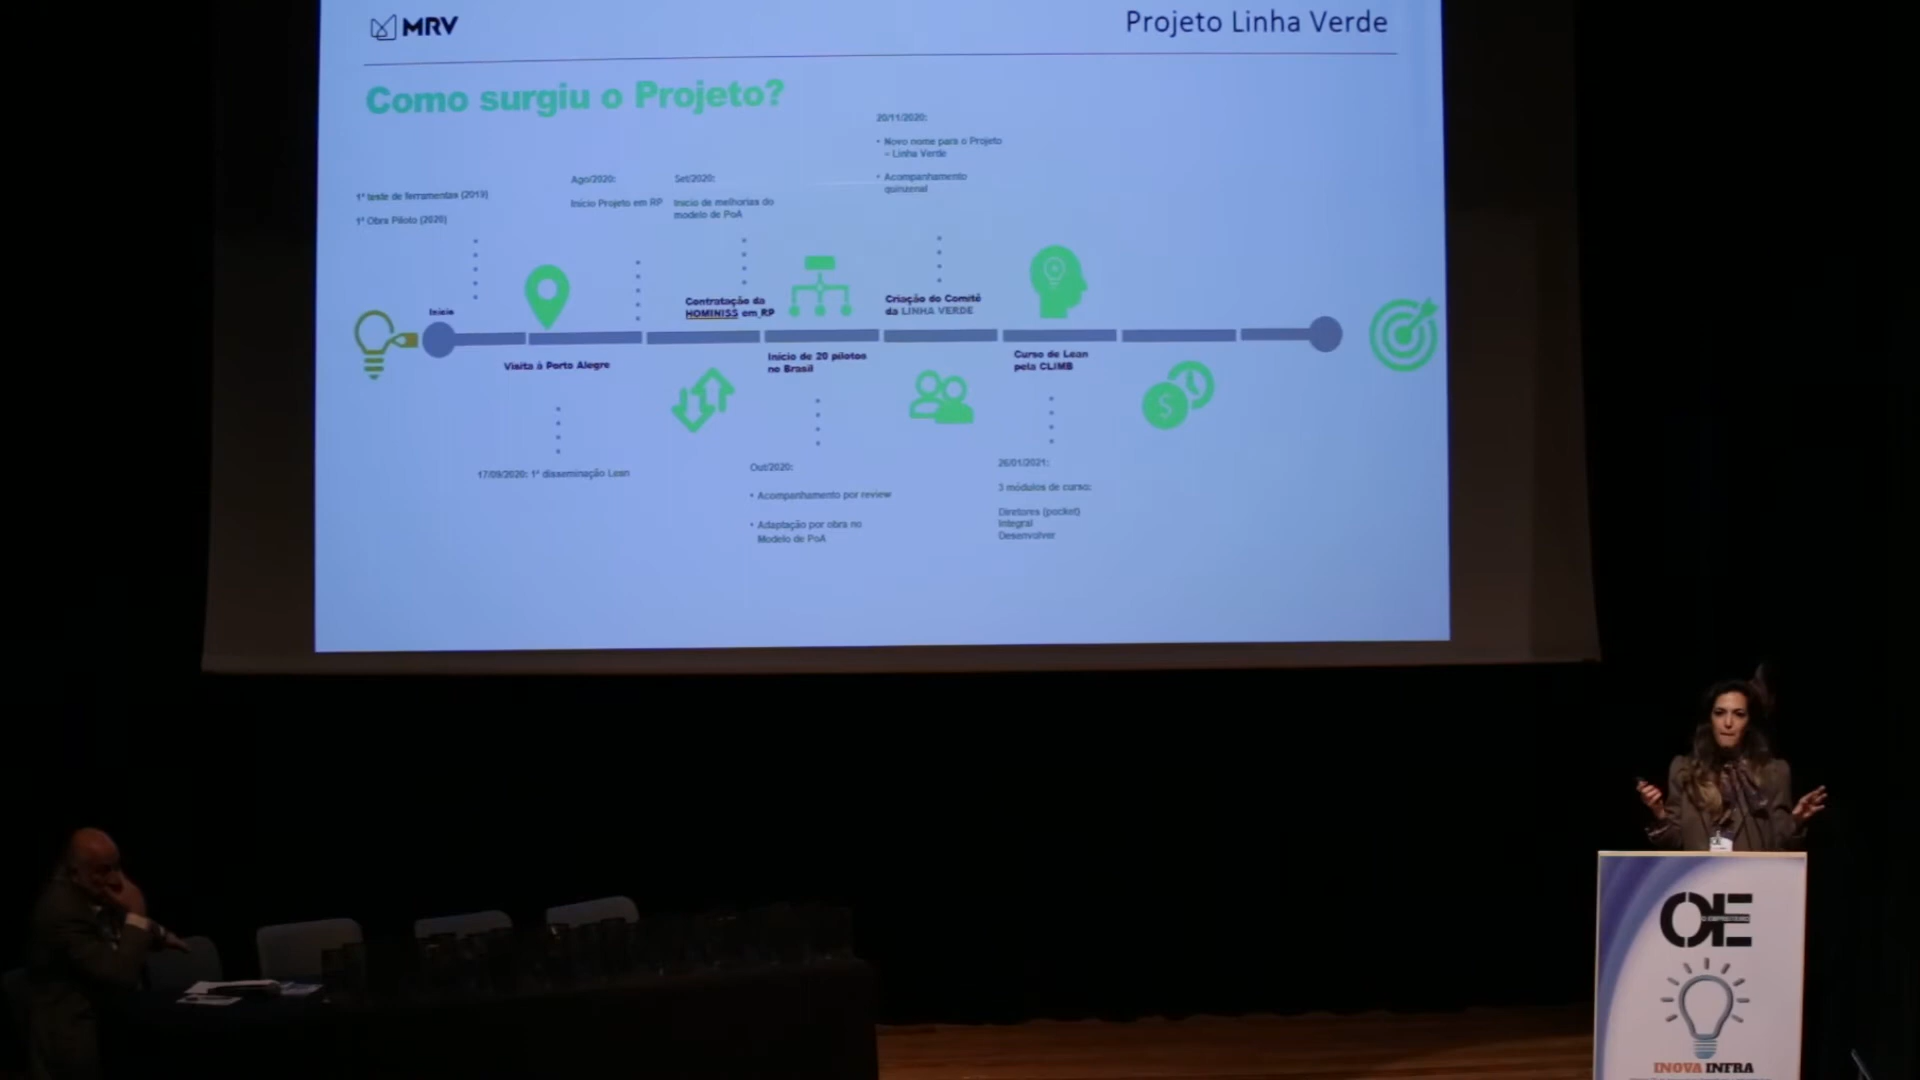 MRV
Projeto Linha Verde
Como surgiu o Projeto?
1º teste de ferramentas (2019)
1ª Obra Piloto (2020)
Ago/2020:
Início Projeto em RP
Set/2020:
Início de melhorias do
modelo de PoA
20/11/2020:
• Novo nome para o Projeto
– Linha Verde
• Acompanhamento
quinzenal
Início
Contratação da
HOMINISS em RP
Criação do Comitê
da LINHA VERDE
Visita à Porto Alegre
Início de 20 pilotos
no Brasil
Curso de Lean
pela CLIMB
17/09/2020: 1ª disseminação Lean
Out/2020:
• Acompanhamento por review
• Adaptação por obra no
Modelo de PoA
26/01/2021:
3 módulos de curso:
Diretores (pocket)
Integral
Desenvolver
OE
INOVA INFRA